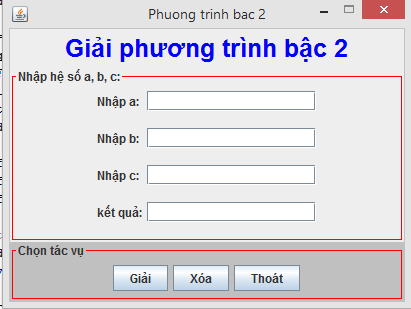 Phuong trinh bac 2
Giải phương trình bậc 2
Nhập hệ số a, b, c:
Nhập a:
Nhập b:
Nhập c:
kết quả:
Chọn tác vụ
Giải Xóa Thoát